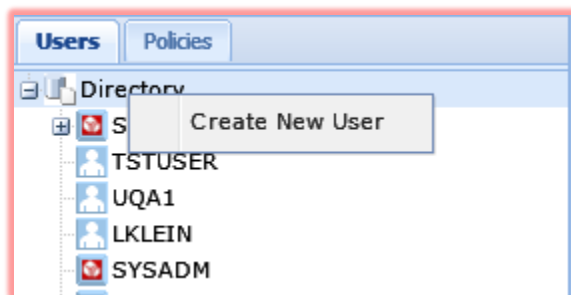 Users Policies
Directory
S
Create New User
TSTUSER
UQA1
LKLEIN
SYSADM